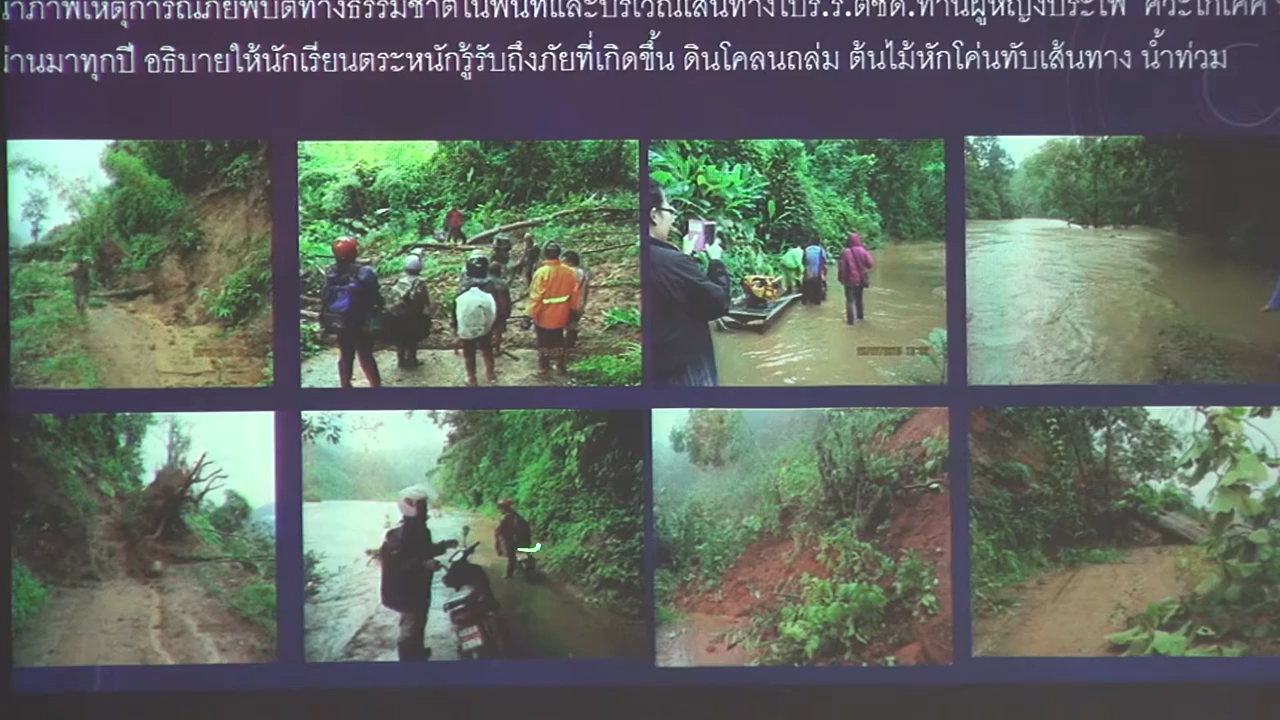 นำภาพเหตุการณ์ภัยพิบัติทางธรรมชาติในพื้นที่และบริเวณเส้นทางไปร.ร.ตชด.ท่านผู้หญิงประไพ
ผ่านมาทุกปี อธิบายให้นักเรียนตระหนักรู้รับถึงภัยที่เกิดขึ้น ดินโคลนถล่ม ต้นไม้หักโค่นทับเส้นทาง น้ำท่วม